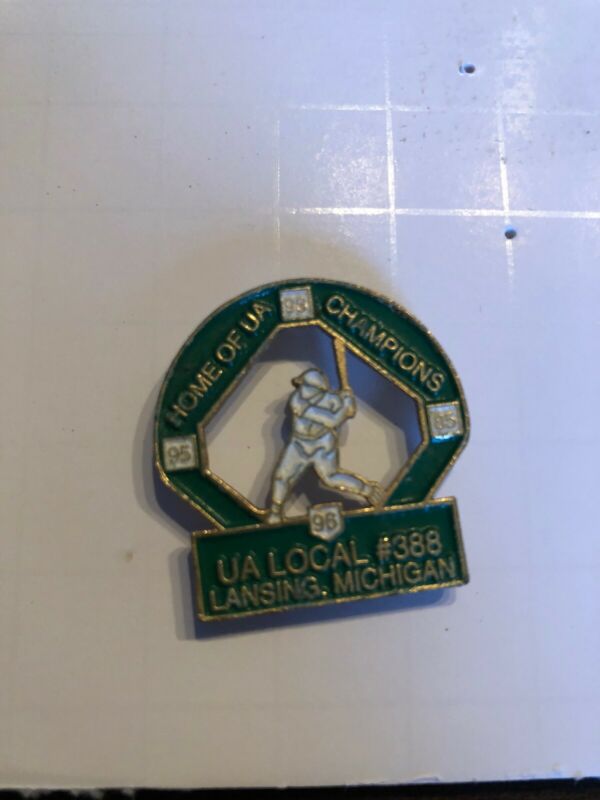 HOME OF UA
93
CHAMPIONS
95
85
96
UA LOCAL #388
LANSING, MICHIGAN